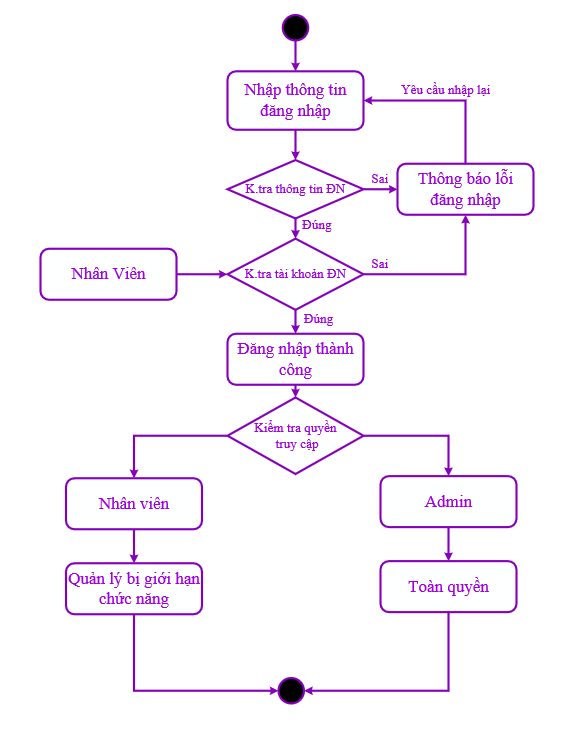 Nhập thông tin
đăng nhập
Yêu cầu nhập lại
K.tra thông tin ĐN
Sai
Thông báo lỗi
đăng nhập
Đúng
Nhân Viên
K.tra tài khoản ĐN
Sai
Đúng
Đăng nhập thành
công
Kiểm tra quyền
truy cập
Nhân viên
Admin
Quản lý bị giới hạn
chức năng
Toàn quyền